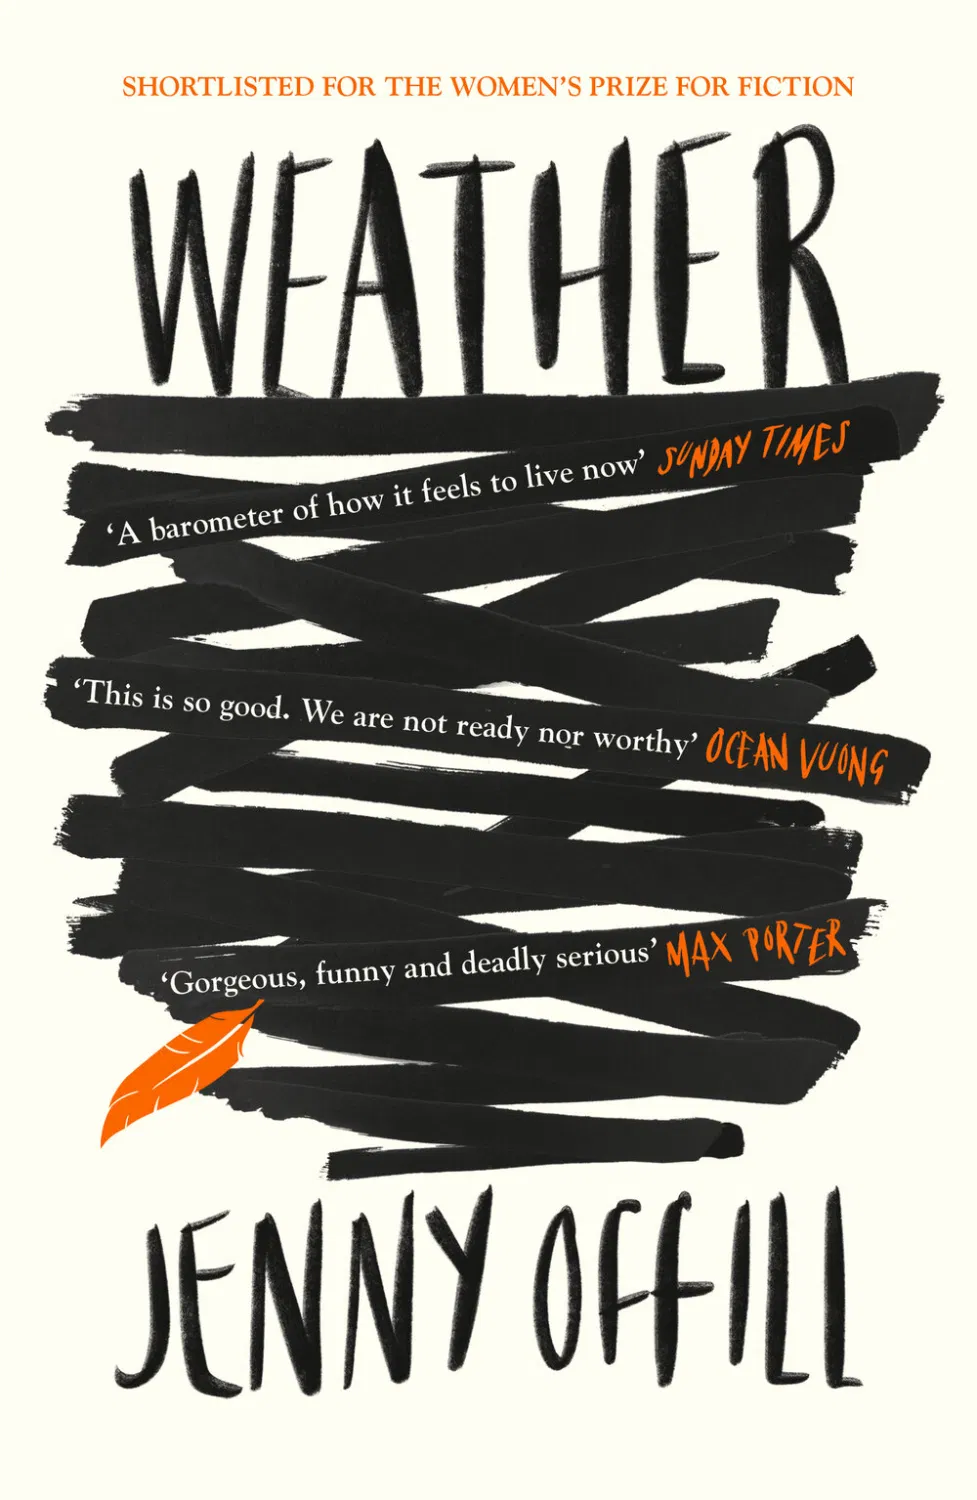 SHORTLISTED FOR THE WOMEN’S PRIZE FOR FICTION
WEATHER
‘A barometer of how it feels to live now’ SUNDAY TIMES
‘This is so good. We are not ready nor worthy’ OCEAN VUONG
‘Gorgeous, funny and deadly serious’ MAX PORTER
JENNY OFFILL